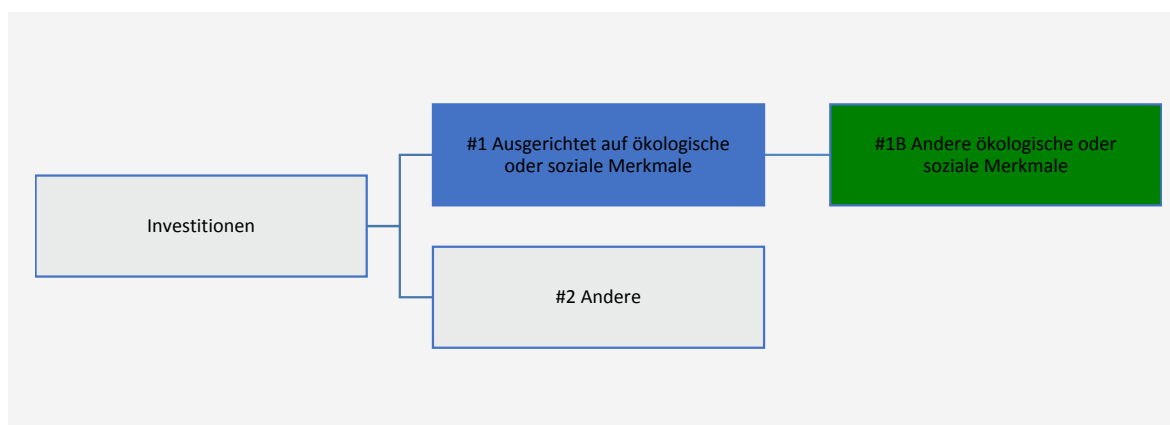 #1 Ausgerichtet auf ökologische
oder soziale Merkmale
#1B Andere ökologische oder
soziale Merkmale
Investitionen
#2 Andere